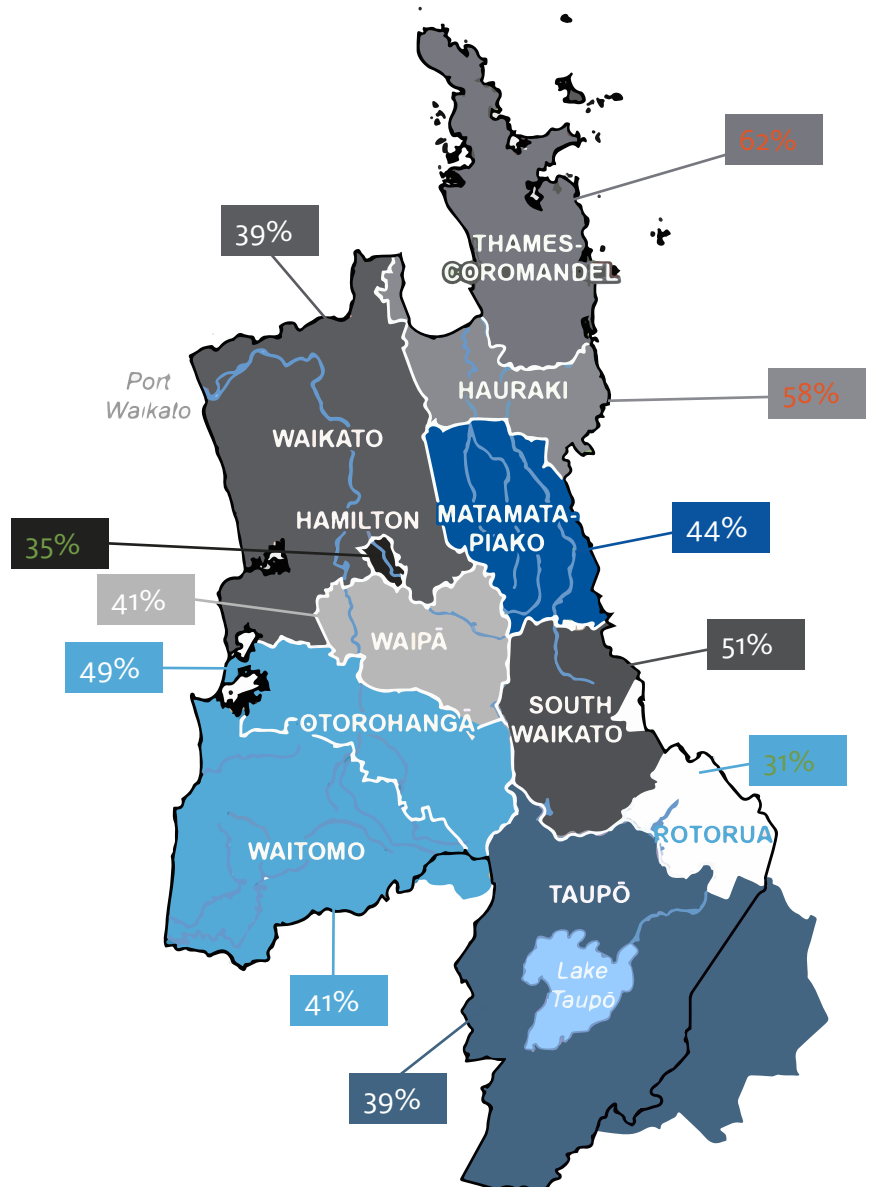 62%
39%
THAMES-
COROMANDEL
Port
Waikato
HAURAKI
58%
WAIKATO
HAMILTON
MATAMATA-
PIAKO
44%
35%
41%
WAIPĀ
51%
49%
SOUTH
WAIKATO
OTOROHANGĀ
31%
ROTORUA
WAITOMO
TAUPŌ
Lake
Taupō
41%
39%